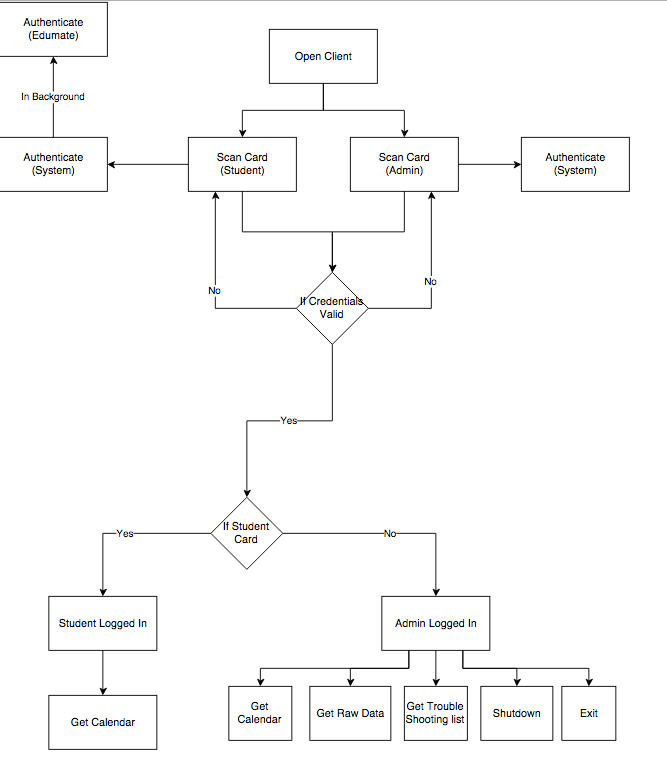 Authenticate
(Edumate)
Open Client
In Background
Authenticate
(System)
Scan Card
(Student)
Scan Card
(Admin)
Authenticate
(System)
No
No
If Credentials
Valid
Yes
If Student
Card
Yes
No
Student Logged In
Admin Logged In
Get Calendar
Get
Calendar
Get Raw Data
Get Trouble
Shooting list
Shutdown
Exit